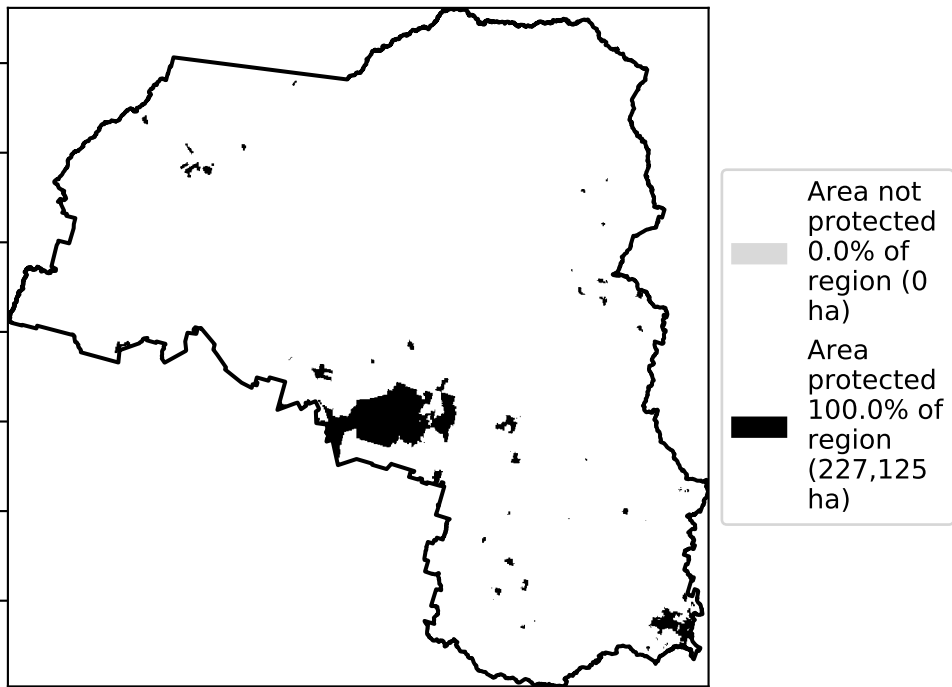 Area not
protected
0.0% of
region (0
ha)
Area
protected
100.0% of
region
(227,125
ha)